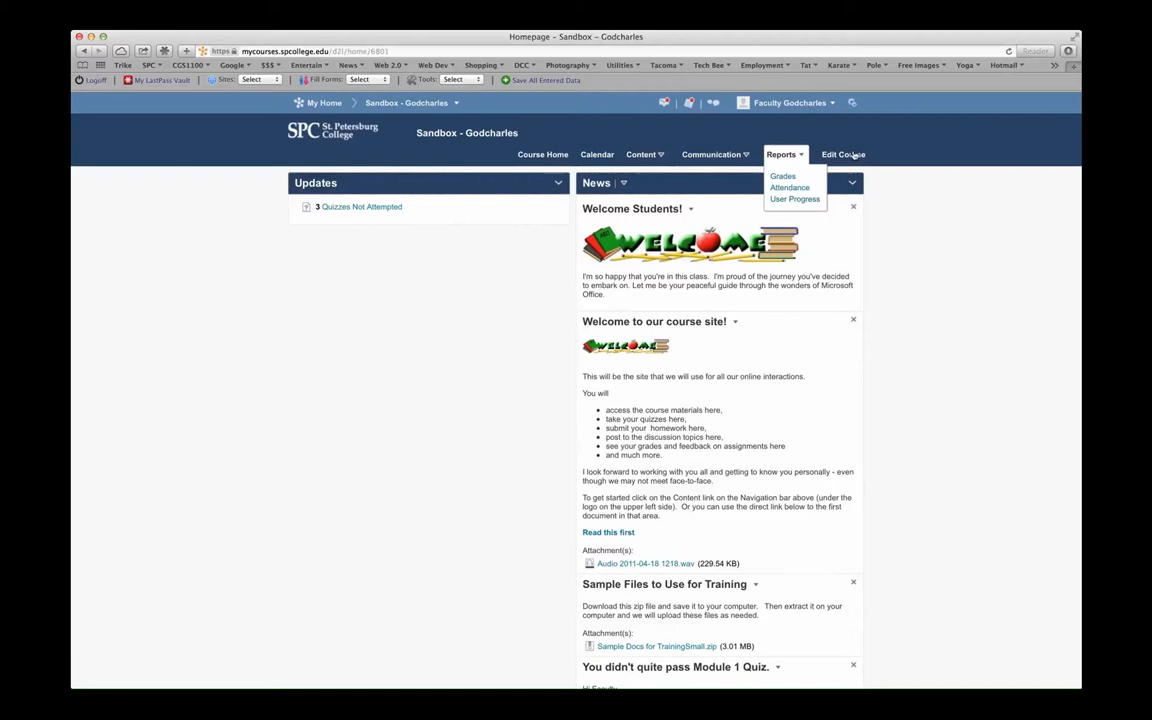 Homepage – Sandbox – Godcharles
https mycourses.spcollege.edu/d2l/home/6801
Reader
Trike SPC CGS1100 Google $$$ Entertain News Web 2.0 Web Dev Shopping DCC Photography Utilities Tacoma Tech Bee Employment Tat Karate Pole Free Images Yoga Hotmail
Logoff My LastPass Vault Sites: Select Fill Forms: Select Tools: Select Save All Entered Data
My Home Sandbox - Godcharles Faculty Godcharles
SPC St. Petersburg College
Sandbox - Godcharles
Course Home Calendar Content Communication Reports Edit Course
Grades
Attendance
User Progress
Updates
3 Quizzes Not Attempted
News
Welcome Students!
WELCOME
I'm so happy that you're in this class. I'm proud of the journey you've decided
to embark on. Let me be your peaceful guide through the wonders of Microsoft
Office.
Welcome to our course site!
WELCOME
This will be the site that we will use for all our online interactions.
You will
• access the course materials here,
• take your quizzes here,
• submit your homework here,
• post to the discussion topics here,
• see your grades and feedback on assignments here
• and much more.
I look forward to working with you all and getting to know you personally - even
though we may not meet face-to-face.
To get started click on the Content link on the Navigation bar above (under the
logo on the upper left side). Or you can use the direct link below to the first
document in that area.
Read this first
Attachment(s):
Audio 2011-04-18 1218.wav (229.54 KB)
Sample Files to Use for Training
Download this zip file and save it to your computer. Then extract it on your
computer and we will upload these files as needed.
Attachment(s):
Sample Docs for TrainingSmall.zip (3.01 MB)
You didn't quite pass Module 1 Quiz.
Hi Faculty